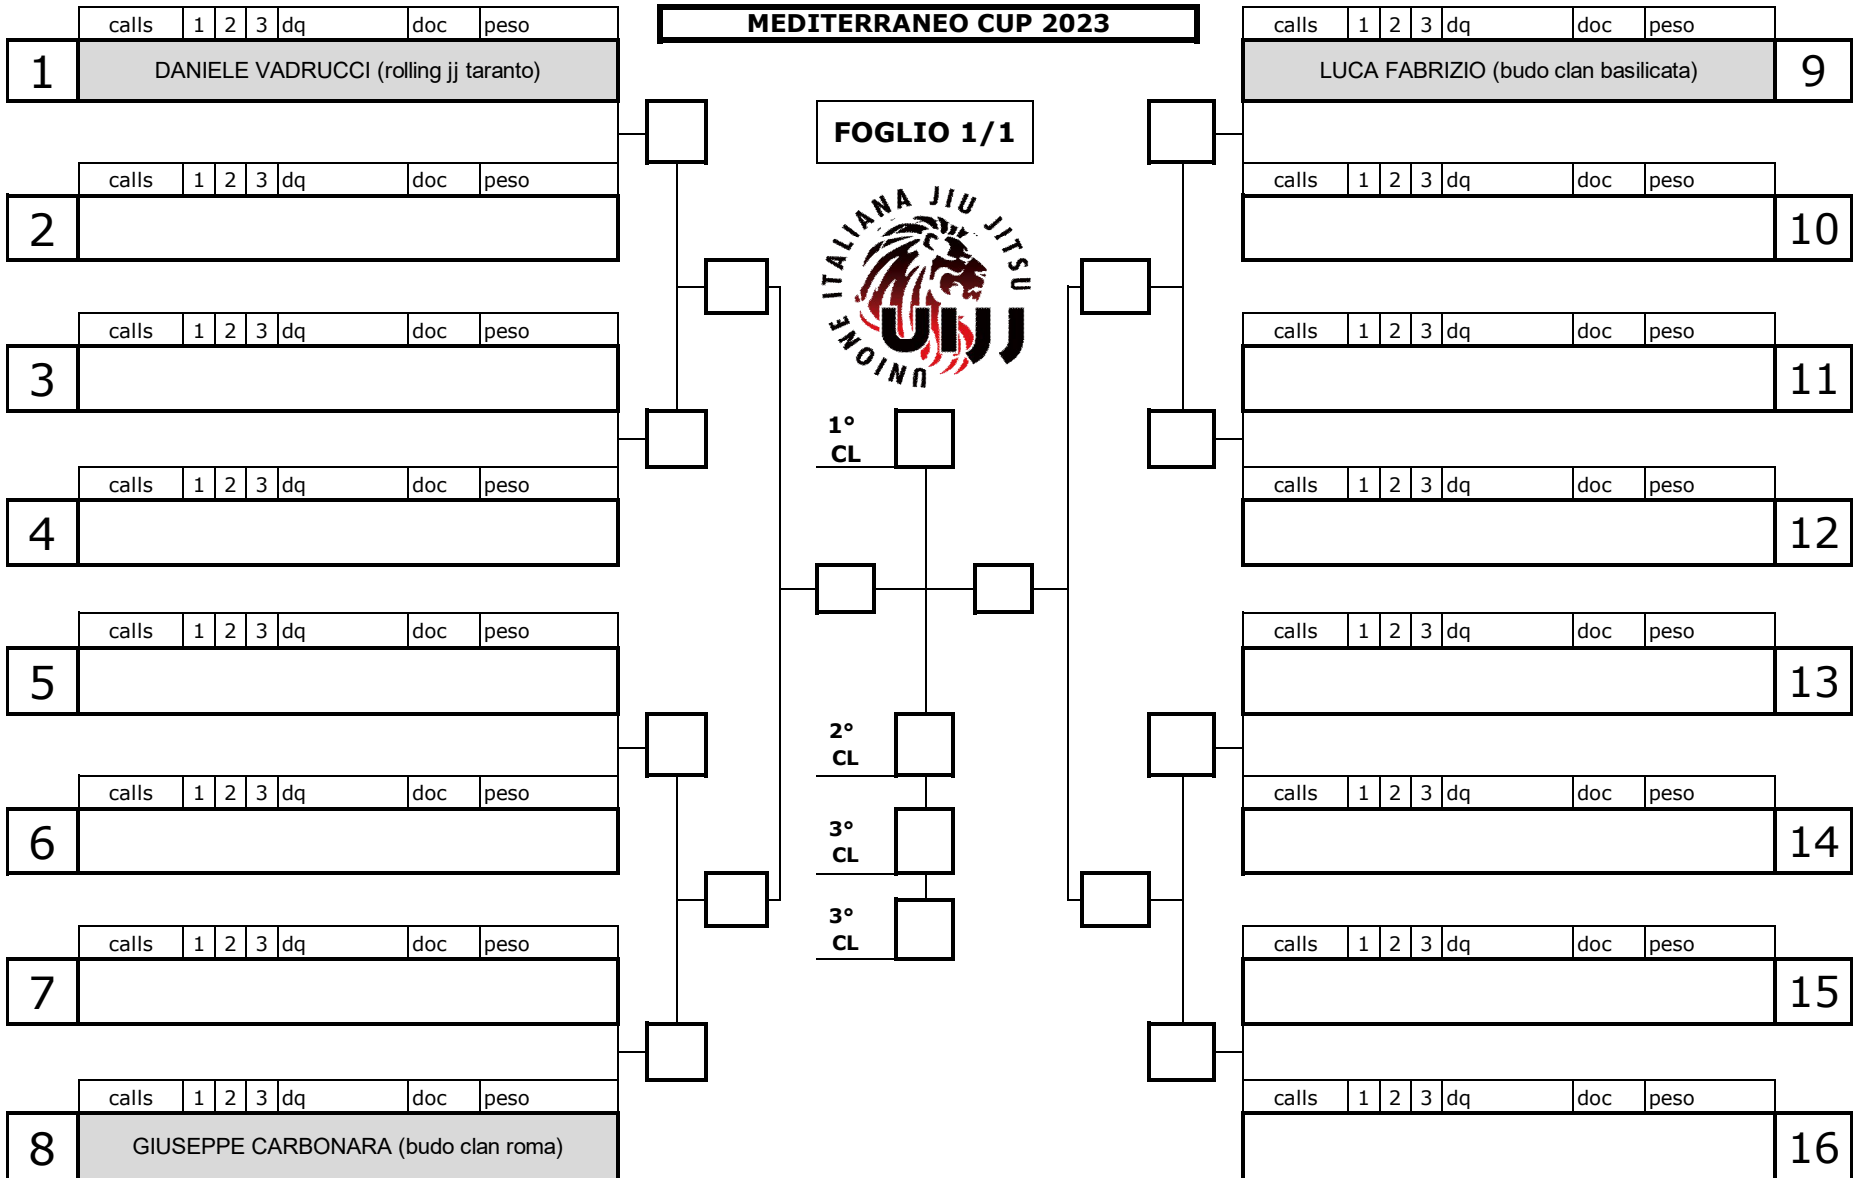 MEDITERRANEO CUP 2023
FOGLIO 1/1
UNIONE ITALIANA JIU JITSU
UIJJ
calls 1 2 3 dq doc peso
1 DANIELE VADRUCCI (rolling jj taranto)
calls 1 2 3 dq doc peso
2
calls 1 2 3 dq doc peso
3
calls 1 2 3 dq doc peso
4
calls 1 2 3 dq doc peso
5
calls 1 2 3 dq doc peso
6
calls 1 2 3 dq doc peso
7
calls 1 2 3 dq doc peso
8 GIUSEPPE CARBONARA (budo clan roma)
1°
CL
2°
CL
3°
CL
3°
CL
calls 1 2 3 dq doc peso
LUCA FABRIZIO (budo clan basilicata) 9
calls 1 2 3 dq doc peso
10
calls 1 2 3 dq doc peso
11
calls 1 2 3 dq doc peso
12
calls 1 2 3 dq doc peso
13
calls 1 2 3 dq doc peso
14
calls 1 2 3 dq doc peso
15
calls 1 2 3 dq doc peso
16